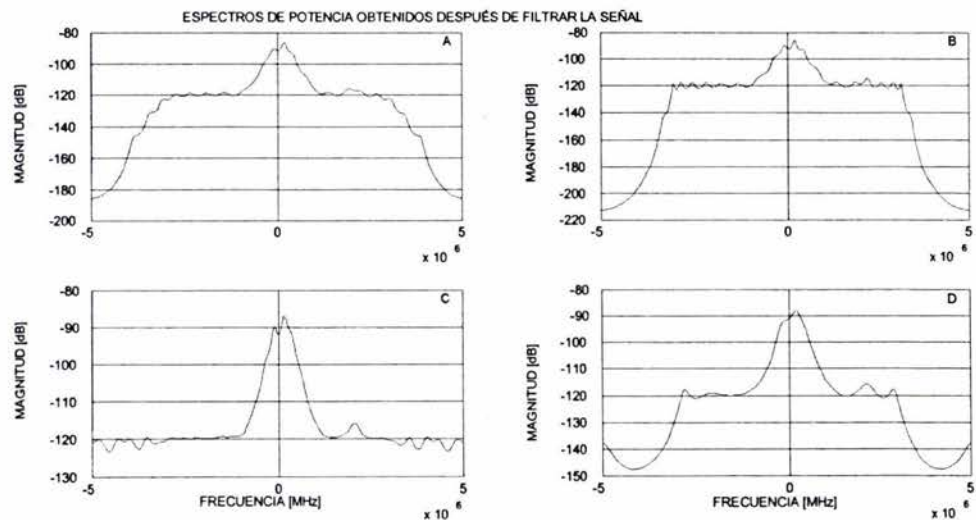 ESPECTROS DE POTENCIA OBTENIDOS DESPUÉS DE FILTRAR LA SEÑAL
A
-80
-100
-120
-140
-160
-180
-200
MAGNITUD [dB]
-5
0
5
x 10 6
B
-80
-100
-120
-140
-160
-180
-200
-220
MAGNITUD [dB]
-5
0
5
x 10 6
C
-80
-90
-100
-110
-120
-130
MAGNITUD [dB]
-5
0
5
FRECUENCIA [MHz]
x 10 6
D
-80
-90
-100
-110
-120
-130
-140
-150
MAGNITUD [dB]
-5
0
5
FRECUENCIA [MHz]
x 10 6